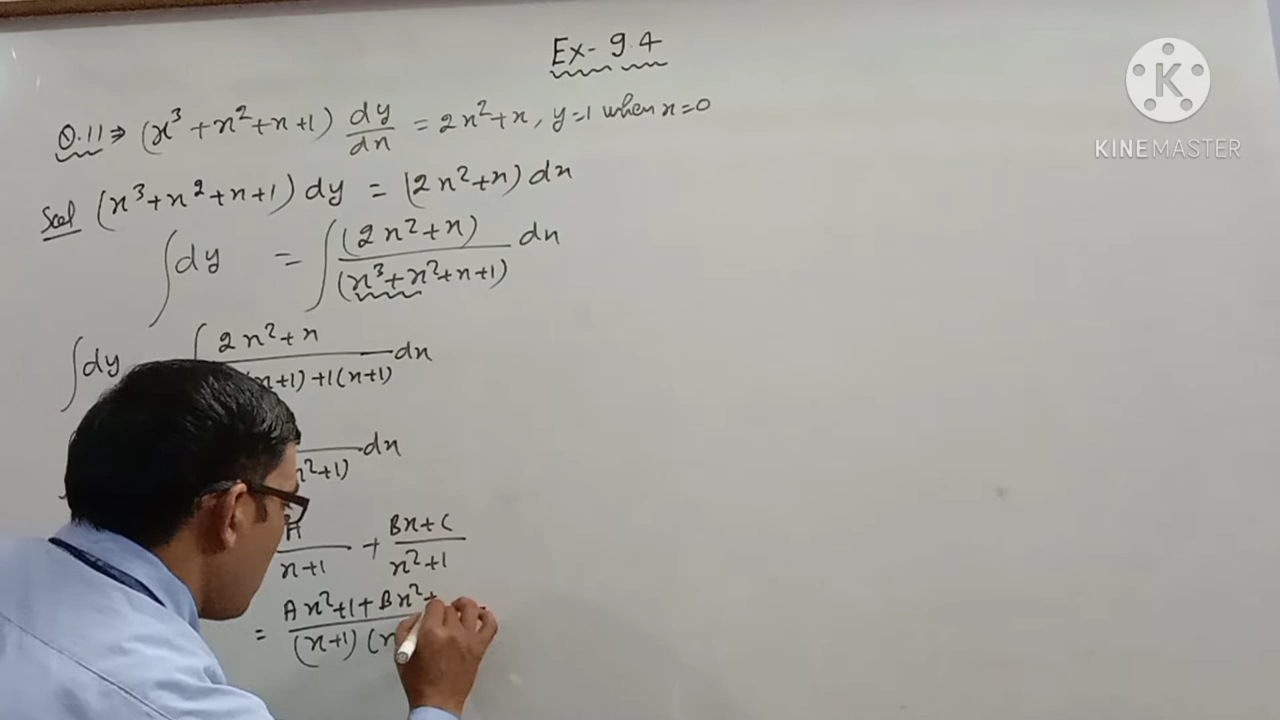 Ex- 9.4
KINEMASTER
Q.11⇒ (x³+x²+x+1) dy/dx = 2x²+x, y=1 when x=0
Sol (x³+x²+x+1) dy = (2x²+x) dx
∫dy = ∫(2x²+x)/(x³+x²+x+1) dx
∫dy ∫ 2x²+x/(x+1)+1(x+1) dx
x²+1) dx
A/x+1 + Bx+C/x²+1
= Ax²+1+Bx²+/(x+1)(x